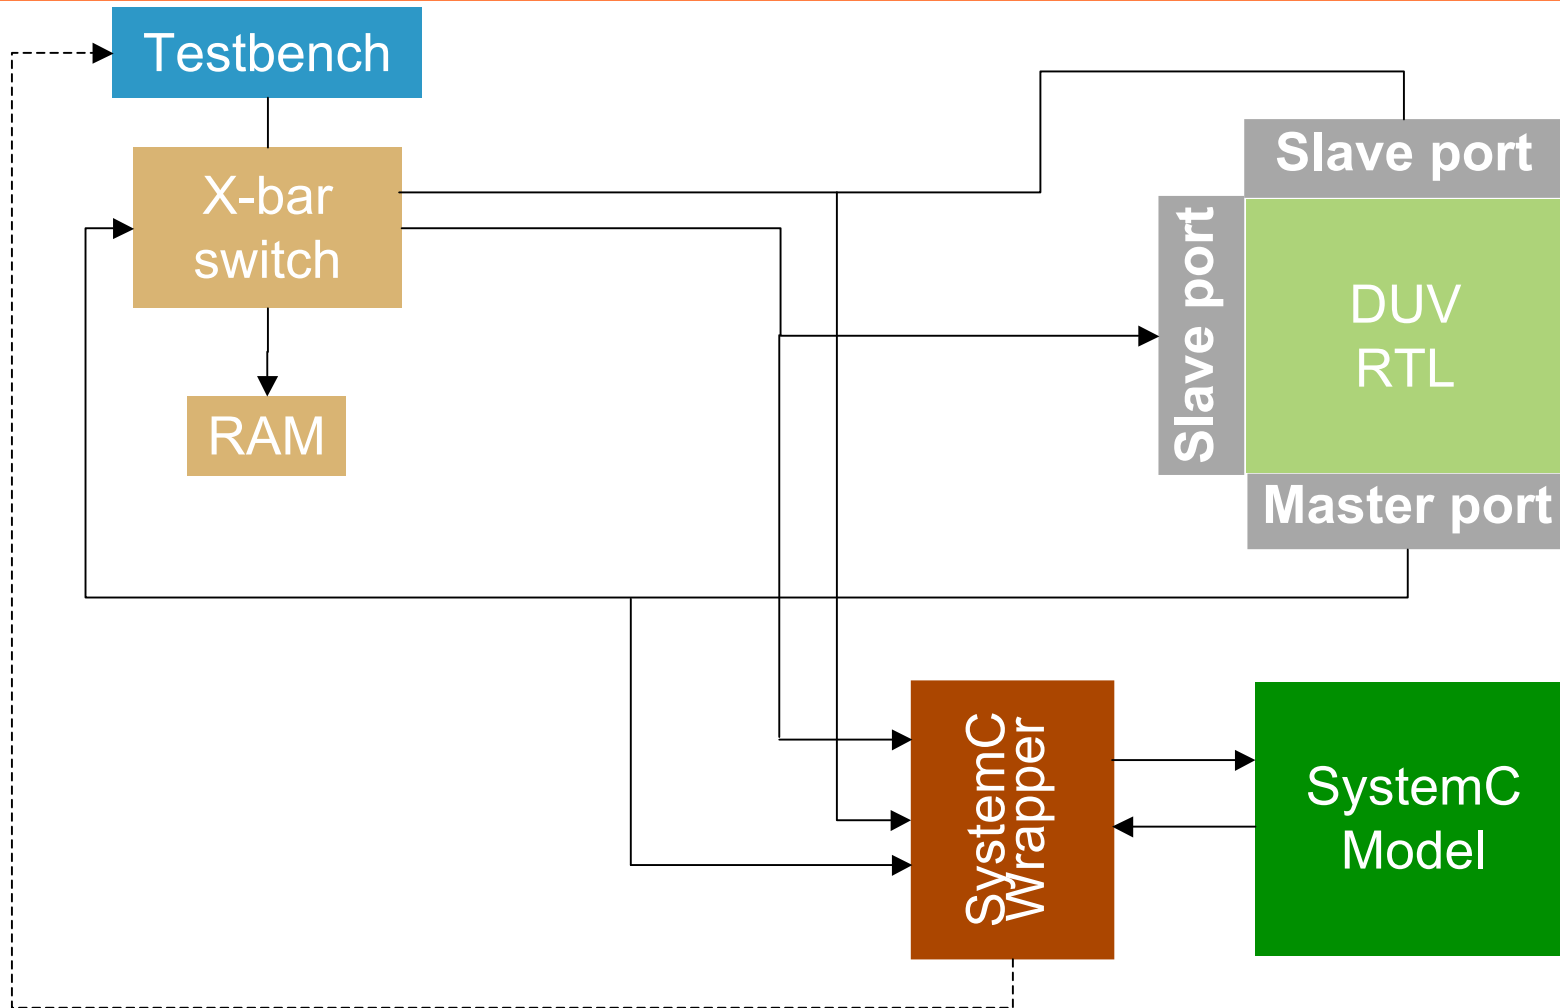 Testbench
X-bar
switch
RAM
Slave port
Slave port
DUV
RTL
Master port
SystemC
Wrapper
SystemC
Model